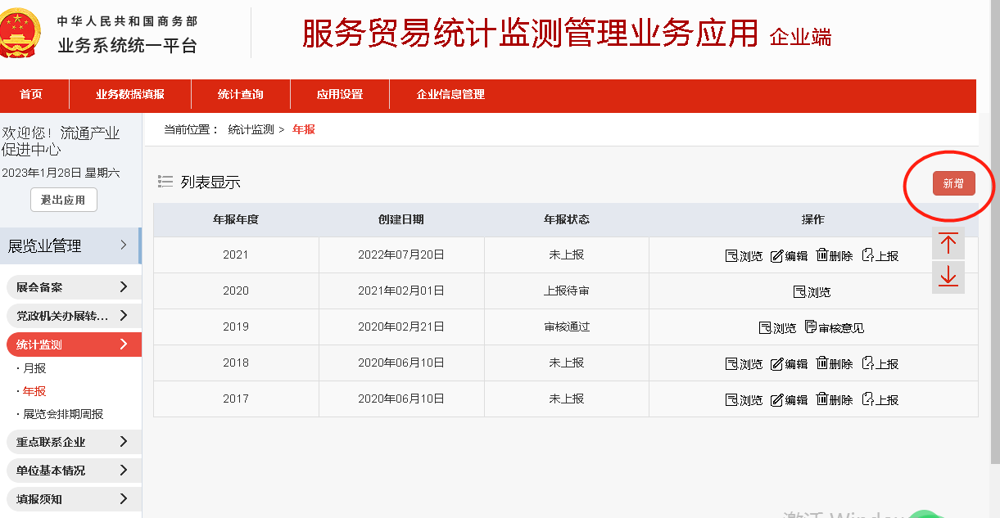 中华人民共和国商务部
业务系统统一平台
服务贸易统计监测管理业务应用 企业端
首页 业务数据填报 统计查询 应用设置 企业信息管理
欢迎您！流通产业
促进中心
2023年1月28日 星期六
退出应用
当前位置： 统计监测 > 年报
列表显示
新增
展览业管理
展会备案
党政机关办展转...
统计监测
· 月报
· 年报
· 展览会排期周报
重点联系企业
单位基本情况
填报须知
年报年度 创建日期 年报状态 操作
2021 2022年07月20日 未上报 浏览 编辑 删除 上报
2020 2021年02月01日 上报待审 浏览
2019 2020年02月21日 审核通过 浏览 审核意见
2018 2020年06月10日 未上报 浏览 编辑 删除 上报
2017 2020年06月10日 未上报 浏览 编辑 删除 上报
激活 Window